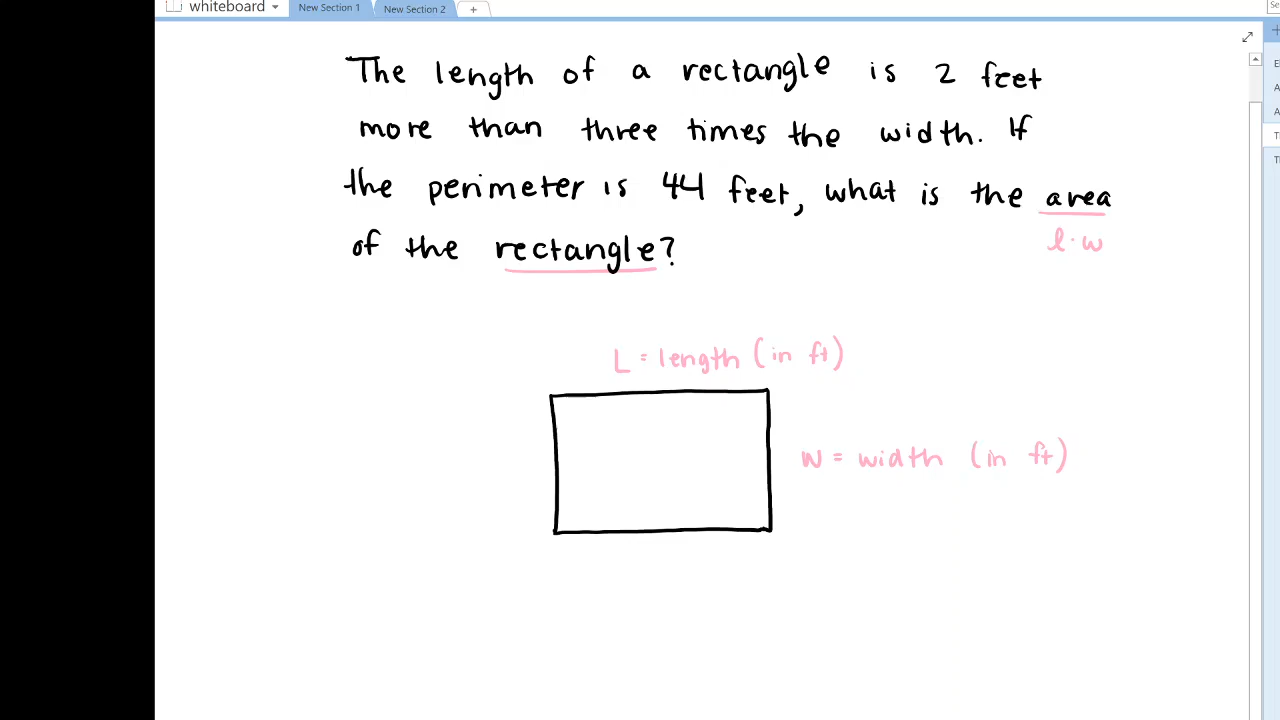 whiteboard
New Section 1
New Section 2
+
The length of a rectangle is 2 feet
more than three times the width. If
the perimeter is 44 feet, what is the area
l · w
of the rectangle?
L = length (in ft)
w = width (in ft)